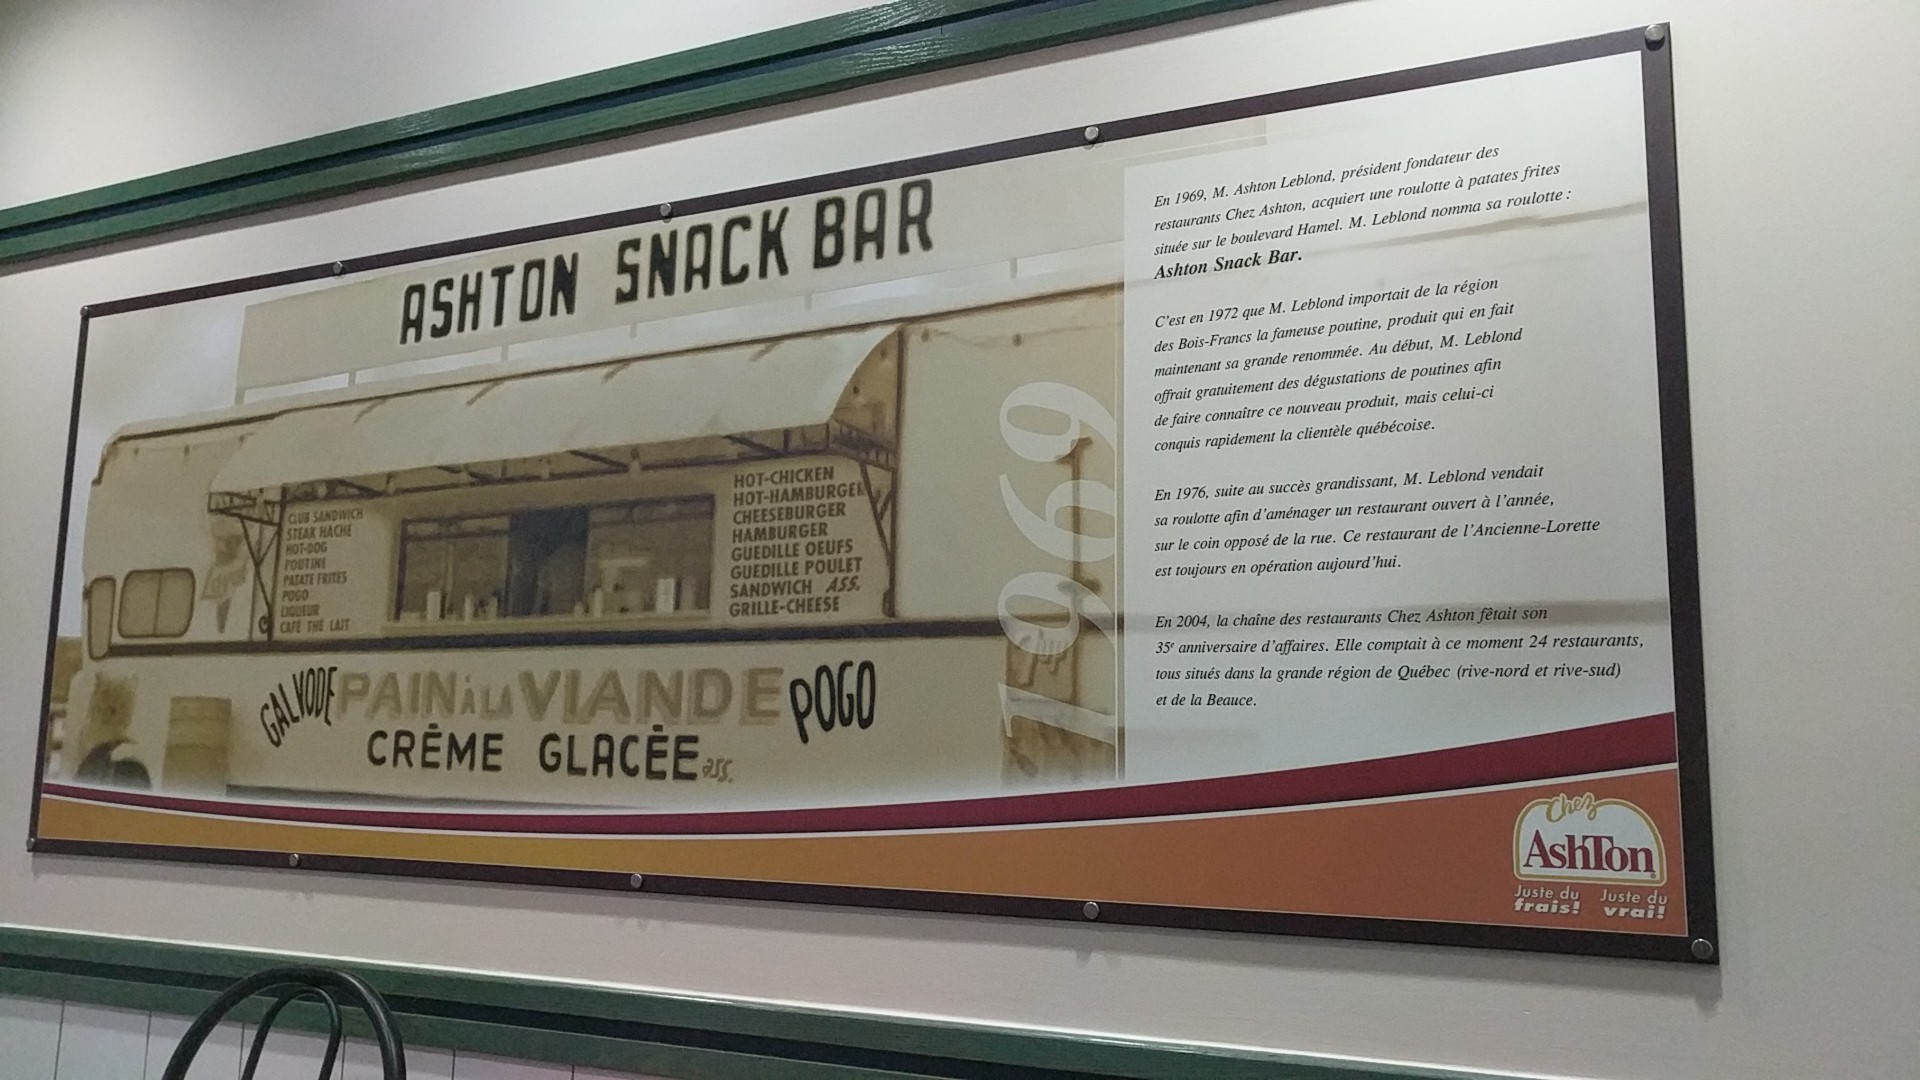 ASHTON SNACK BAR
CLUB SANDWICH
STEAK HACHÉ
HOT-DOG
POUTINE
PATATE FRITES
POGO
LIQUEUR
CAFÉ THÉ LAIT
HOT-CHICKEN
HOT-HAMBURGER
CHEESEBURGER
HAMBURGER
GUEDILLE OEUFS
GUEDILLE POULET
SANDWICH ASS.
GRILLE-CHEESE
GALVODE PAIN À LA VIANDE POGO
CRÊME GLACÉE ass.
1969
En 1969, M. Ashton Leblond, président fondateur des
restaurants Chez Ashton, acquiert une roulotte à patates frites
située sur le boulevard Hamel. M. Leblond nomma sa roulotte :
Ashton Snack Bar.
C'est en 1972 que M. Leblond importait de la région
des Bois-Francs la fameuse poutine, produit qui en fait
maintenant sa grande renommée. Au début, M. Leblond
offrait gratuitement des dégustations de poutines afin
de faire connaître ce nouveau produit, mais celui-ci
conquis rapidement la clientèle québécoise.
En 1976, suite au succès grandissant, M. Leblond vendait
sa roulotte afin d'aménager un restaurant ouvert à l'année,
sur le coin opposé de la rue. Ce restaurant de l'Ancienne-Lorette
est toujours en opération aujourd'hui.
En 2004, la chaîne des restaurants Chez Ashton fêtait son
35e anniversaire d'affaires. Elle comptait à ce moment 24 restaurants,
tous situés dans la grande région de Québec (rive-nord et rive-sud)
et de la Beauce.
Chez
AshTon
Juste du frais! Juste du vrai!